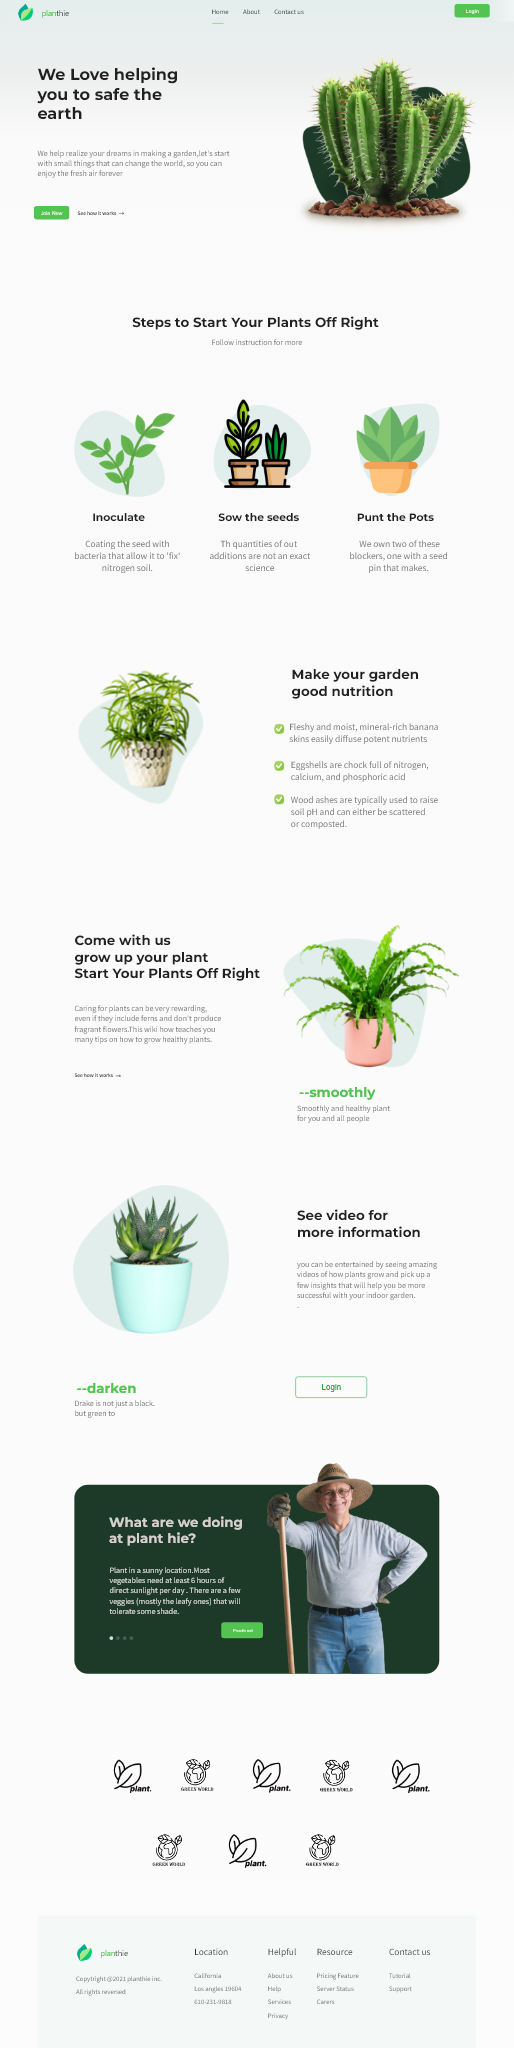 planthie
Home About Contact us
Login
We Love helping
you to safe the
earth
We help realize your dreams in making a garden,let's start
with small things that can change the world, so you can
enjoy the fresh air forever
Join Now
See how it works →
Steps to Start Your Plants Off Right
Follow instruction for more
Inoculate
Coating the seed with
bacteria that allow it to 'fix'
nitrogen soil.
Sow the seeds
Th quantities of out
additions are not an exact
science
Punt the Pots
We own two of these
blockers, one with a seed
pin that makes.
Make your garden
good nutrition
Fleshy and moist, mineral-rich banana
skins easily diffuse potent nutrients
Eggshells are chock full of nitrogen,
calcium, and phosphoric acid
Wood ashes are typically used to raise
soil pH and can either be scattered
or composted.
Come with us
grow up your plant
Start Your Plants Off Right
Caring for plants can be very rewarding,
even if they include ferns and don't produce
fragrant flowers.This wiki how teaches you
many tips on how to grow healthy plants.
See how it works →
--smoothly
Smoothly and healthy plant
for you and all people
See video for
more information
you can be entertained by seeing amazing
videos of how plants grow and pick up a
few insights that will help you be more
successful with your indoor garden.
.
--darken
Drake is not just a black.
but green to
Login
What are we doing
at plant hie?
Plant in a sunny location.Most
vegetables need at least 6 hours of
direct sunlight per day . There are a few
veggies (mostly the leafy ones) that will
tolerate some shade.
plant.
GREEN WORLD
plant.
GREEN WORLD
plant.
GREEN WORLD
plant.
GREEN WORLD
planthie
Copyright @2021 planthie inc.
All rights reversed
Location
California
Los angles 19604
610-231-9818
Helpful
About us
Help
Services
Privacy
Resource
Pricing Feature
Server Status
Carers
Contact us
Tutorial
Support